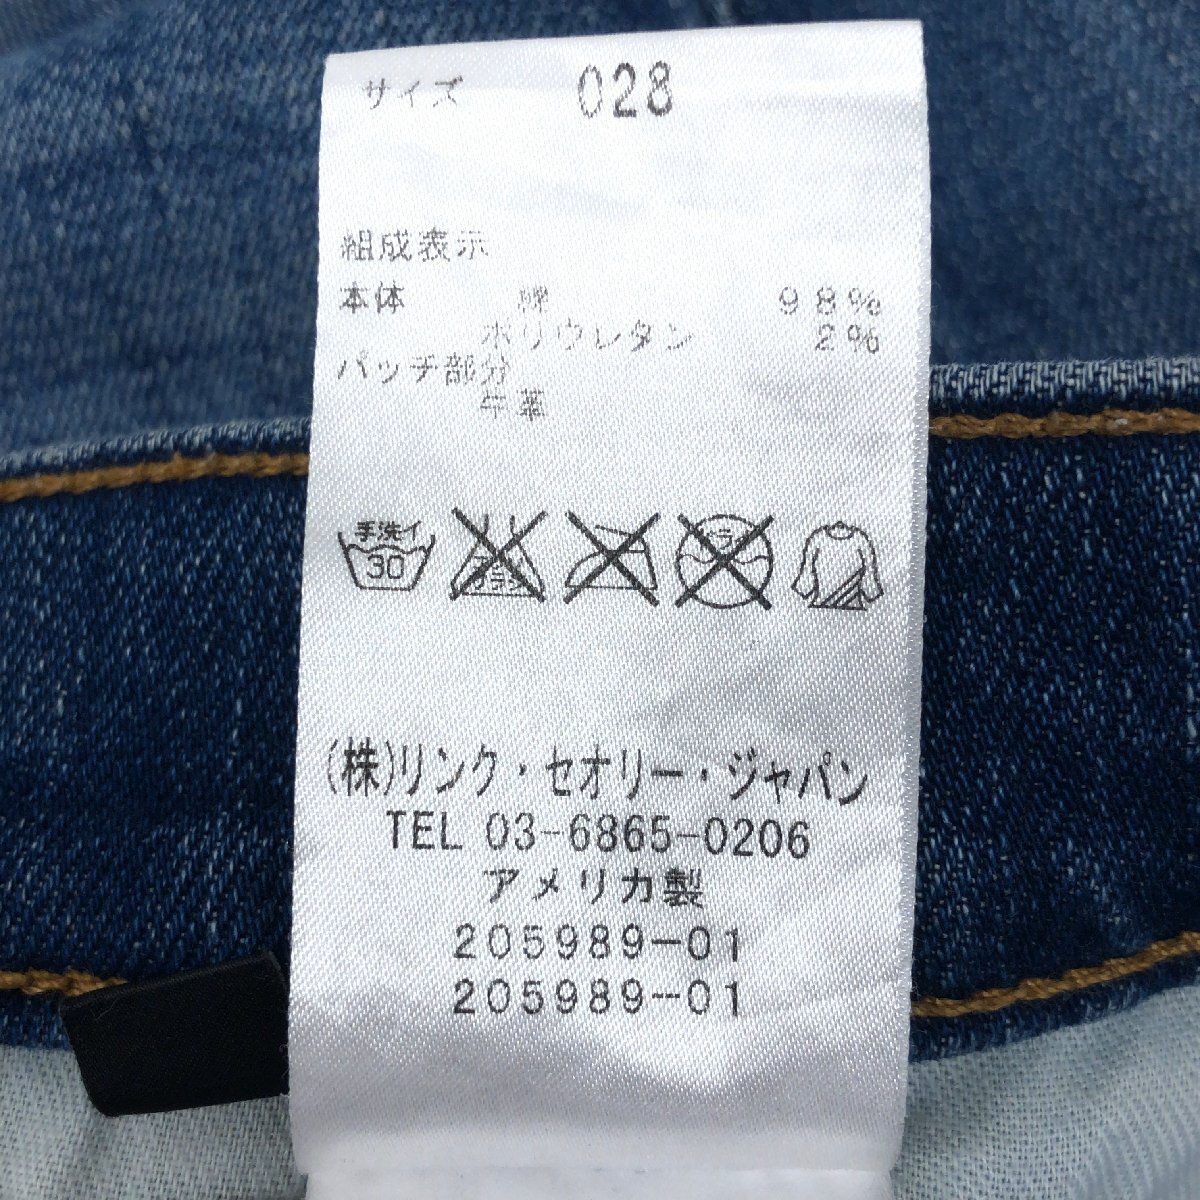 サイズ 028
組成表示
本体 綿 98%
ポリウレタン 2%
パッチ部分
牛革
手洗イ
30
(株)リンク・セオリー・ジャパン
TEL 03-6865-0206
アメリカ製
205989-01
205989-01